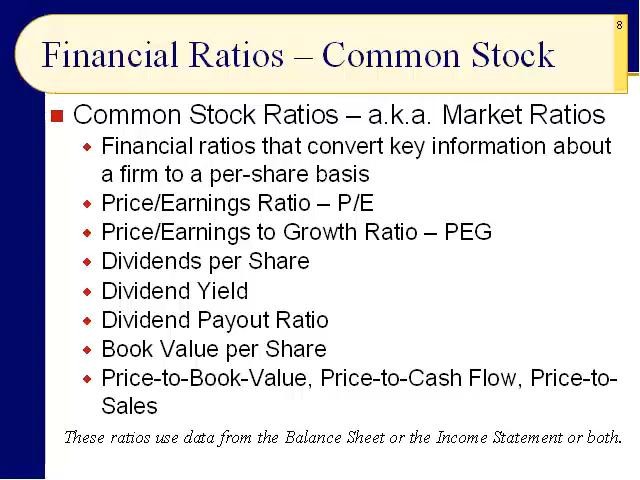 8
Financial Ratios – Common Stock
Common Stock Ratios – a.k.a. Market Ratios
Financial ratios that convert key information about
a firm to a per-share basis
Price/Earnings Ratio – P/E
Price/Earnings to Growth Ratio – PEG
Dividends per Share
Dividend Yield
Dividend Payout Ratio
Book Value per Share
Price-to-Book-Value, Price-to-Cash Flow, Price-to-
Sales
These ratios use data from the Balance Sheet or the Income Statement or both.